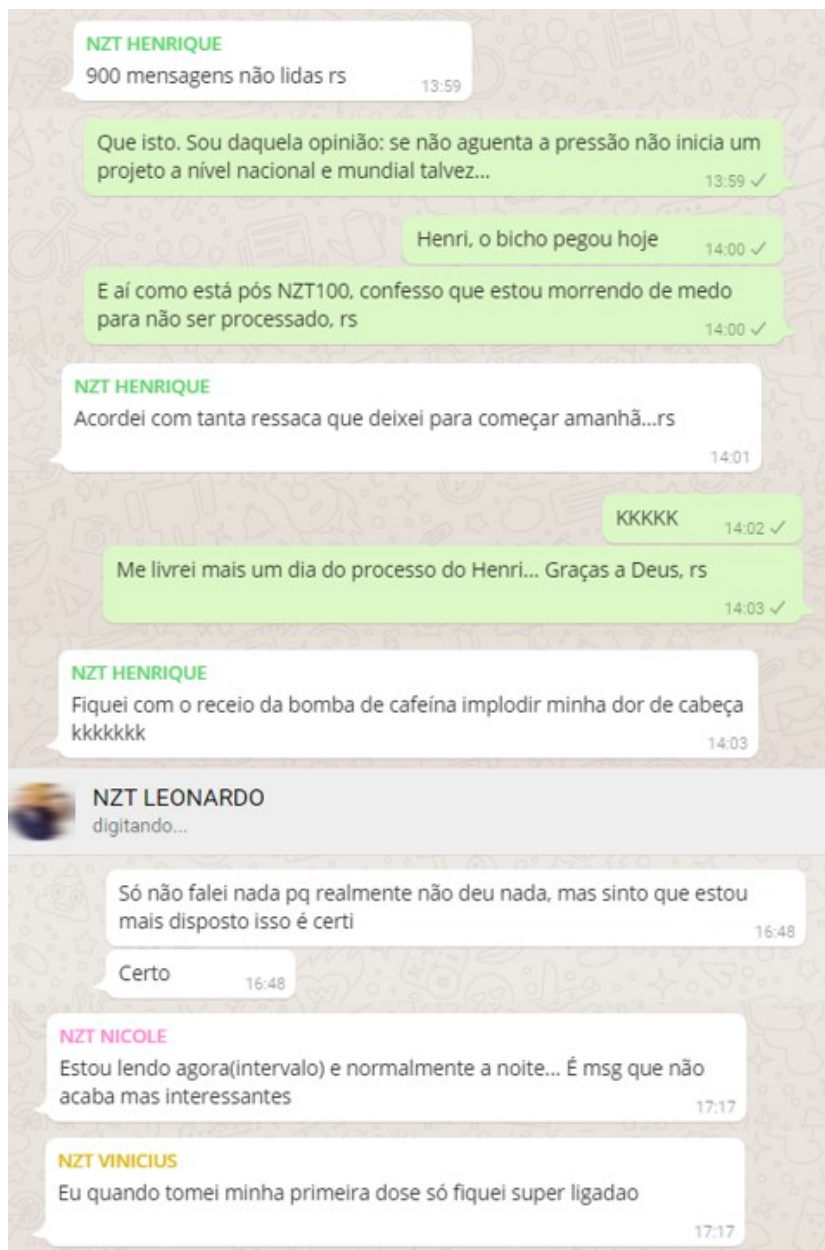 NZT HENRIQUE
900 mensagens não lidas rs
13:59
Que isto. Sou daquela opinião: se não aguenta a pressão não inicia um
projeto a nível nacional e mundial talvez...
13:59
Henri, o bicho pegou hoje
14:00
E aí como está pós NZT100, confesso que estou morrendo de medo
para não ser processado, rs
14:00
NZT HENRIQUE
Acordei com tanta ressaca que deixei para começar amanhã...rs
14:01
KKKKK
14:02
Me livrei mais um dia do processo do Henri... Graças a Deus, rs
14:03
NZT HENRIQUE
Fiquei com o receio da bomba de cafeína implodir minha dor de cabeça
kkkkkkk
14:03
NZT LEONARDO
digitando...
Só não falei nada pq realmente não deu nada, mas sinto que estou
mais disposto isso é certi
16:48
Certo
16:48
NZT NICOLE
Estou lendo agora(intervalo) e normalmente a noite... É msg que não
acaba mas interessantes
17:17
NZT VINICIUS
Eu quando tomei minha primeira dose só fiquei super ligadao
17:17